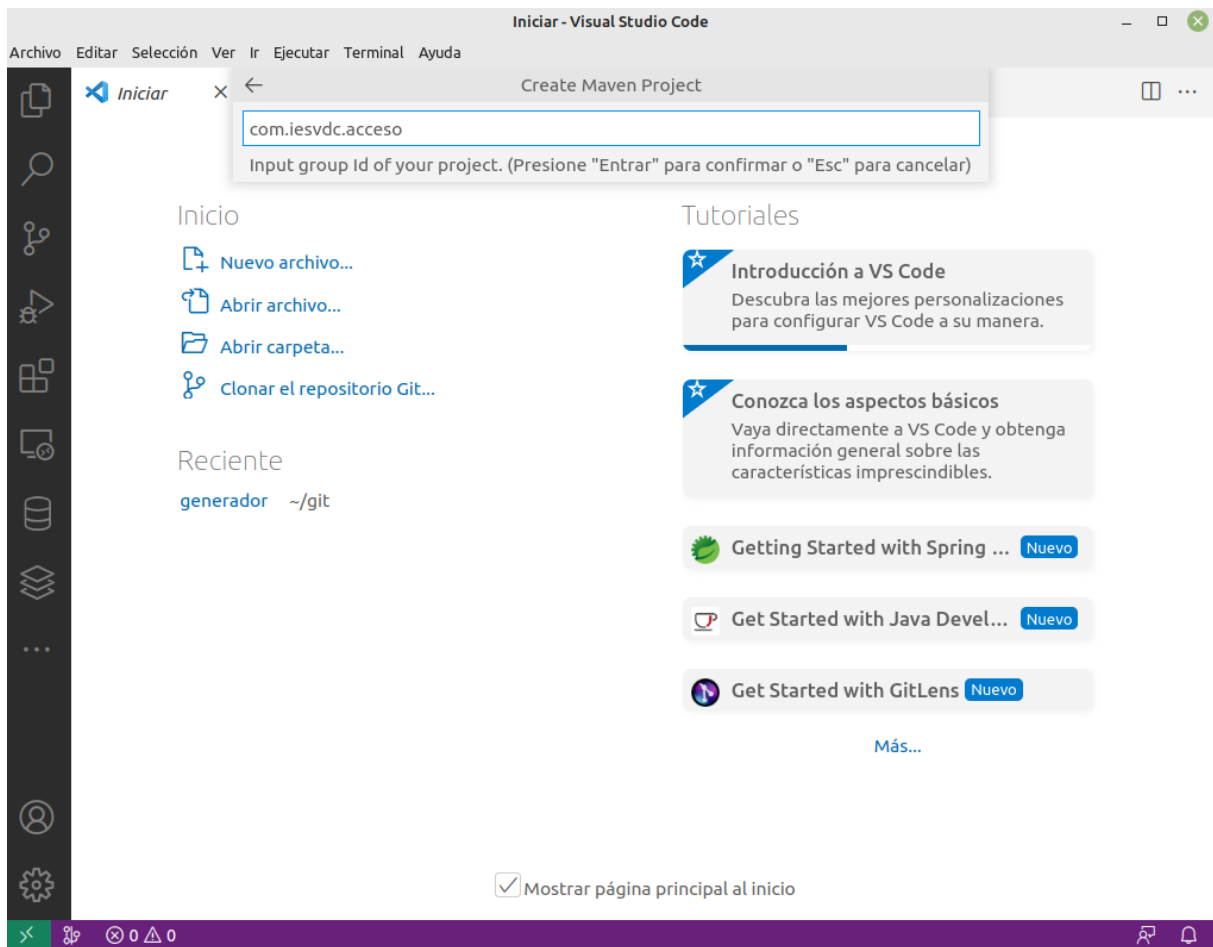 Iniciar - Visual Studio Code
Archivo Editar Selección Ver Ir Ejecutar Terminal Ayuda
Iniciar
Create Maven Project
com.iesvdc.acceso
Input group Id of your project. (Presione "Entrar" para confirmar o "Esc" para cancelar)
Inicio
Nuevo archivo...
Abrir archivo...
Abrir carpeta...
Clonar el repositorio Git...
Reciente
generador ~/git
Tutoriales
Introducción a VS Code
Descubra las mejores personalizaciones
para configurar VS Code a su manera.
Conozca los aspectos básicos
Vaya directamente a VS Code y obtenga
información general sobre las
características imprescindibles.
Getting Started with Spring ... Nuevo
Get Started with Java Devel... Nuevo
Get Started with GitLens Nuevo
Más...
Mostrar página principal al inicio
0 0